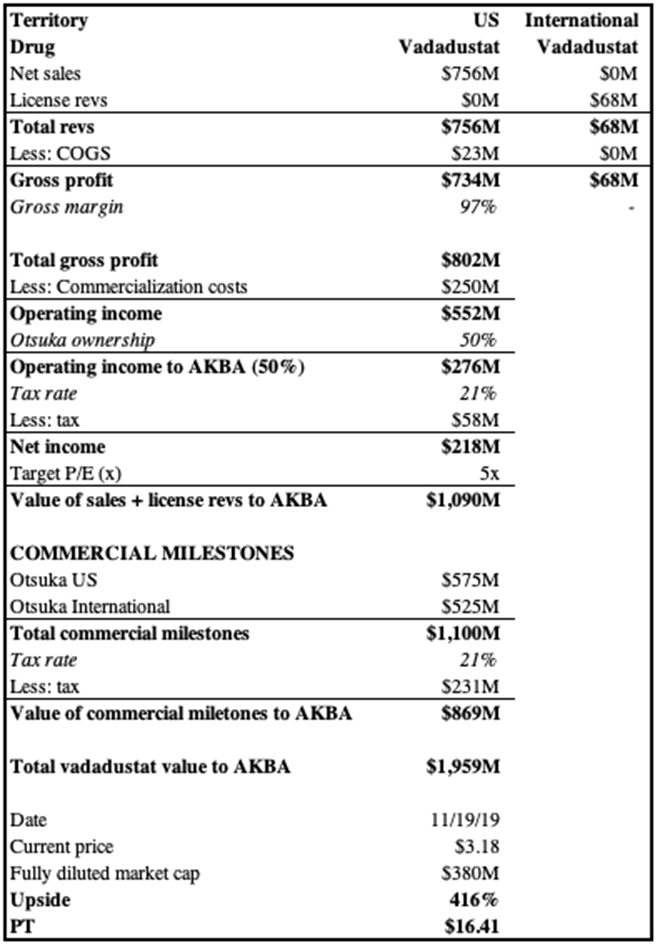 Territory US International
Drug Vadadustat Vadadustat
Net sales $756M $0M
License revs $0M $68M
Total revs $756M $68M
Less: COGS $23M $0M
Gross profit $734M $68M
Gross margin 97% -
Total gross profit $802M
Less: Commercialization costs $250M
Operating income $552M
Otsuka ownership 50%
Operating income to AKBA (50%) $276M
Tax rate 21%
Less: tax $58M
Net income $218M
Target P/E (x) 5x
Value of sales + license revs to AKBA $1,090M
COMMERCIAL MILESTONES
Otsuka US $575M
Otsuka International $525M
Total commercial milestones $1,100M
Tax rate 21%
Less: tax $231M
Value of commercial miletones to AKBA $869M
Total vadadustat value to AKBA $1,959M
Date 11/19/19
Current price $3.18
Fully diluted market cap $380M
Upside 416%
PT $16.41